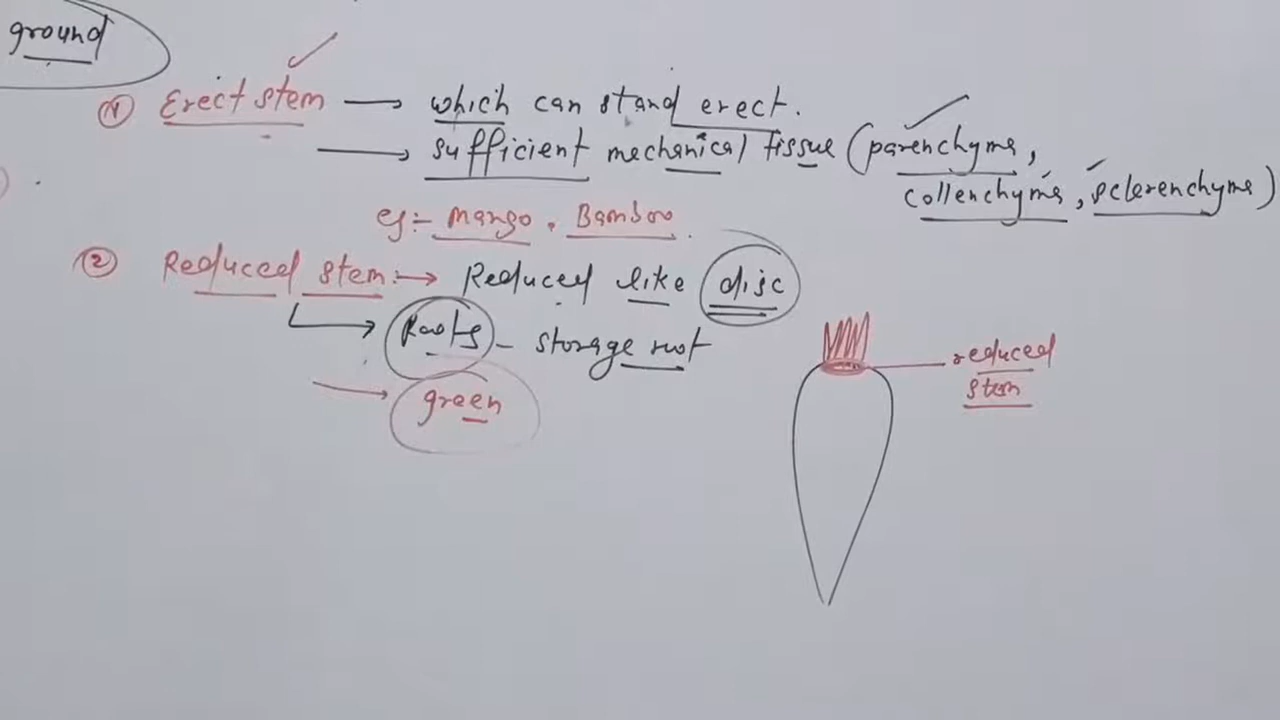 ground
① Erect stem → which can stand erect.
→ sufficient mechanical tissue (parenchyma,
collenchyma, sclerenchyma)
eg:- Mango, Bamboo.
② Reduced stem:→ Reduced like disc
→ Roots - storage root
→ green
reduced
stem